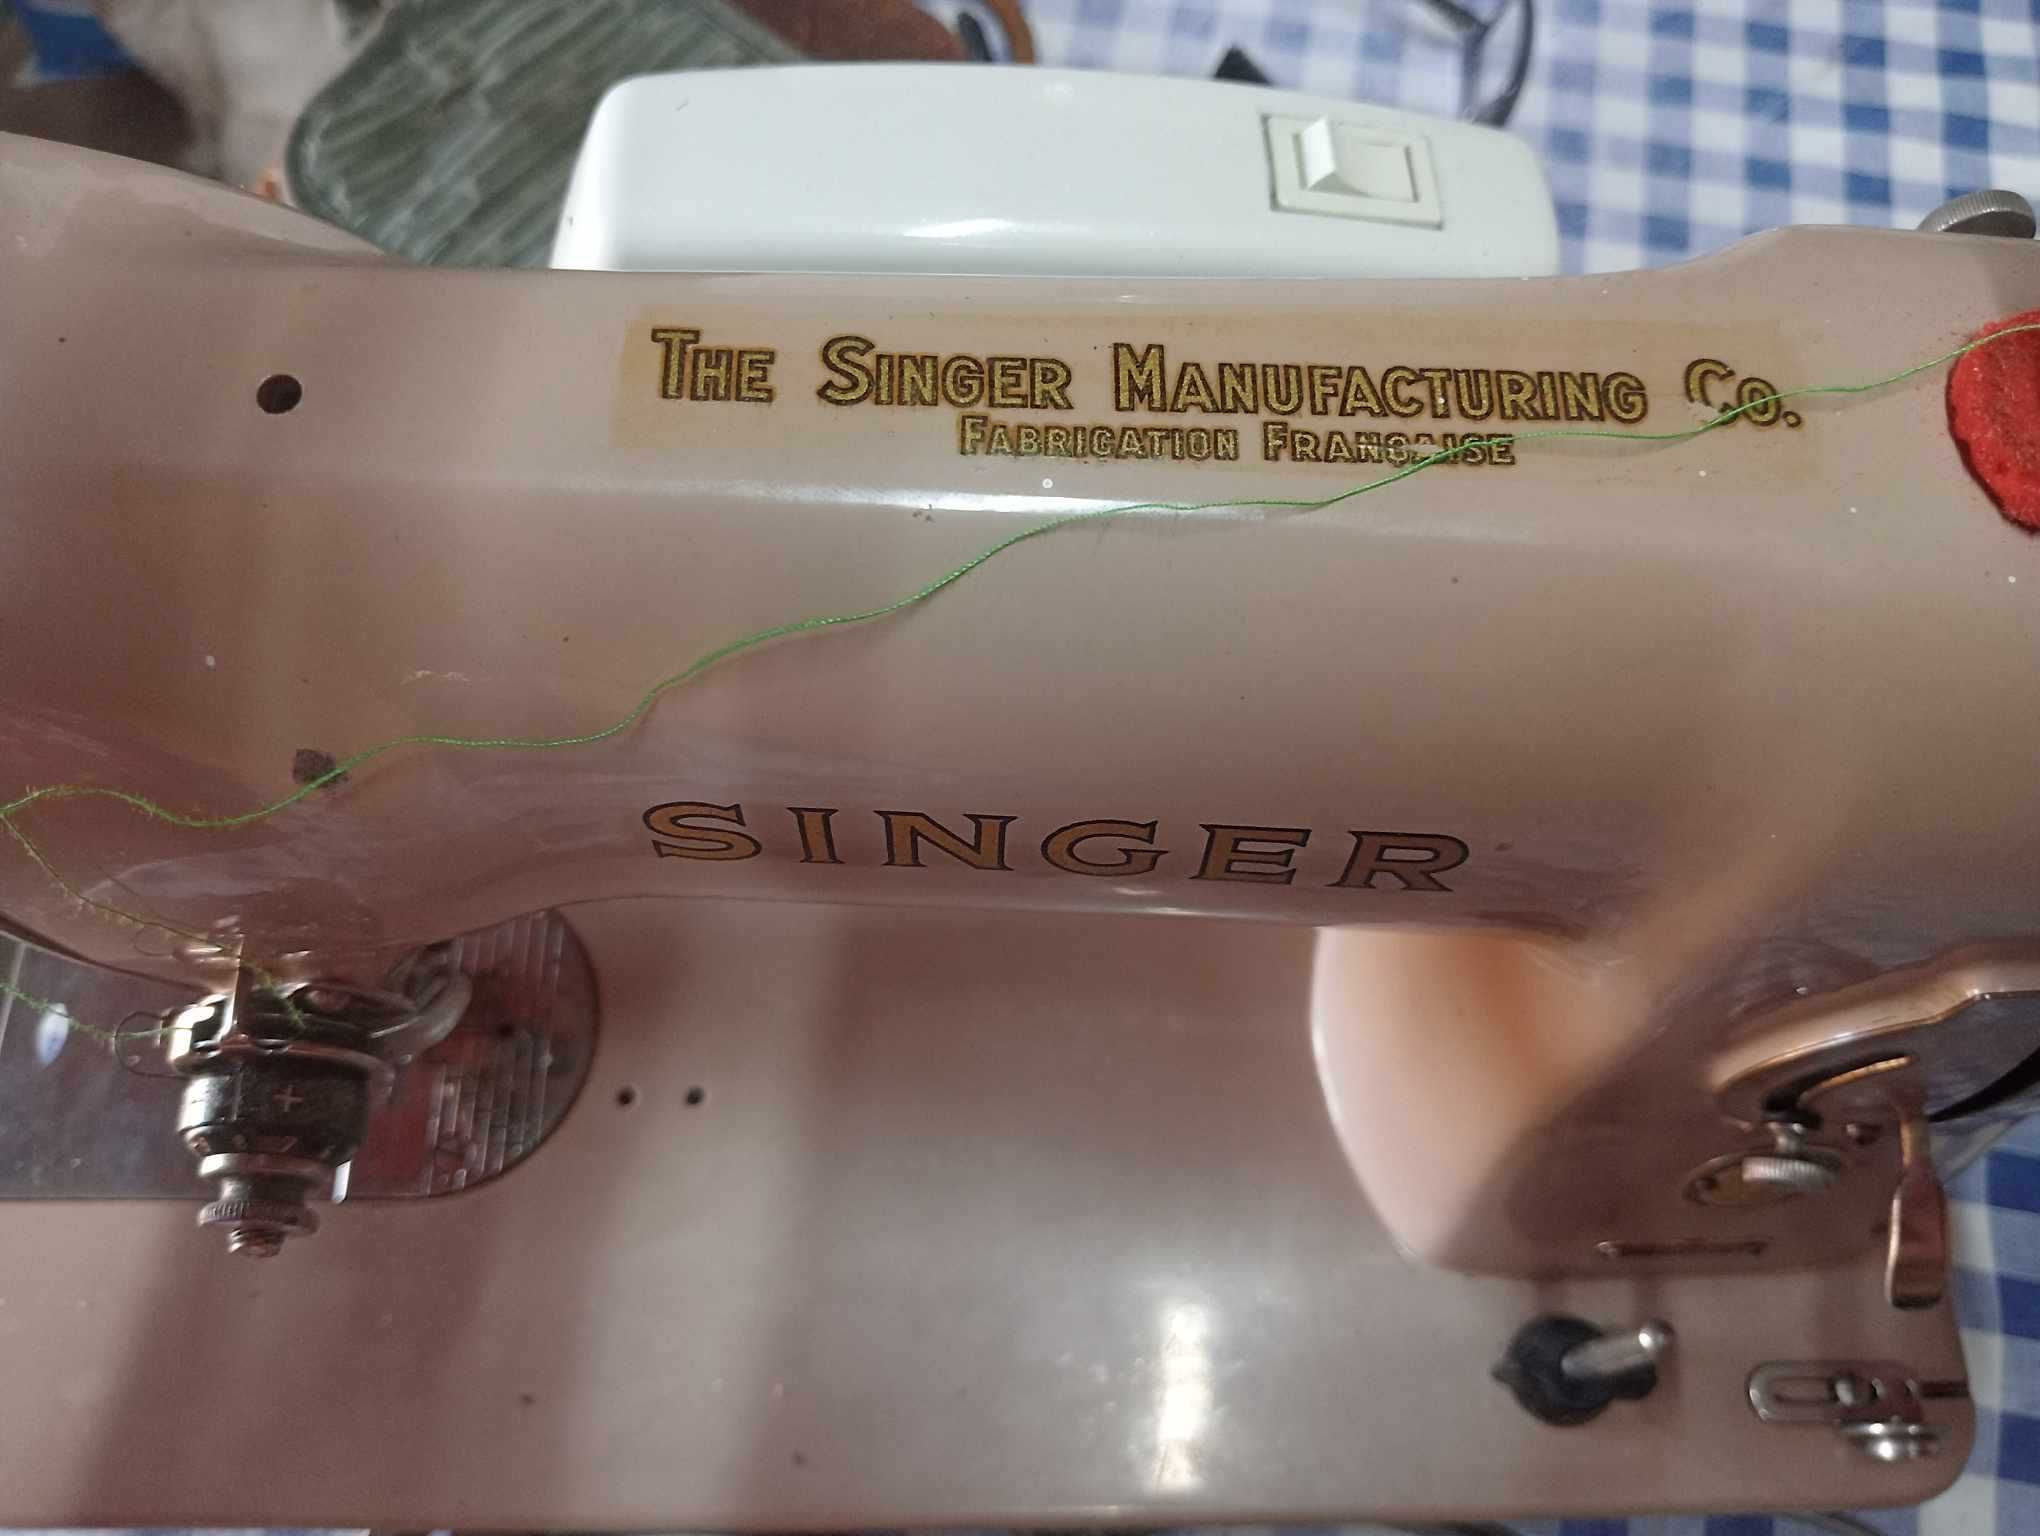 THE SINGER MANUFACTURING CO.
FABRICATION FRANÇAISE
SINGER
+